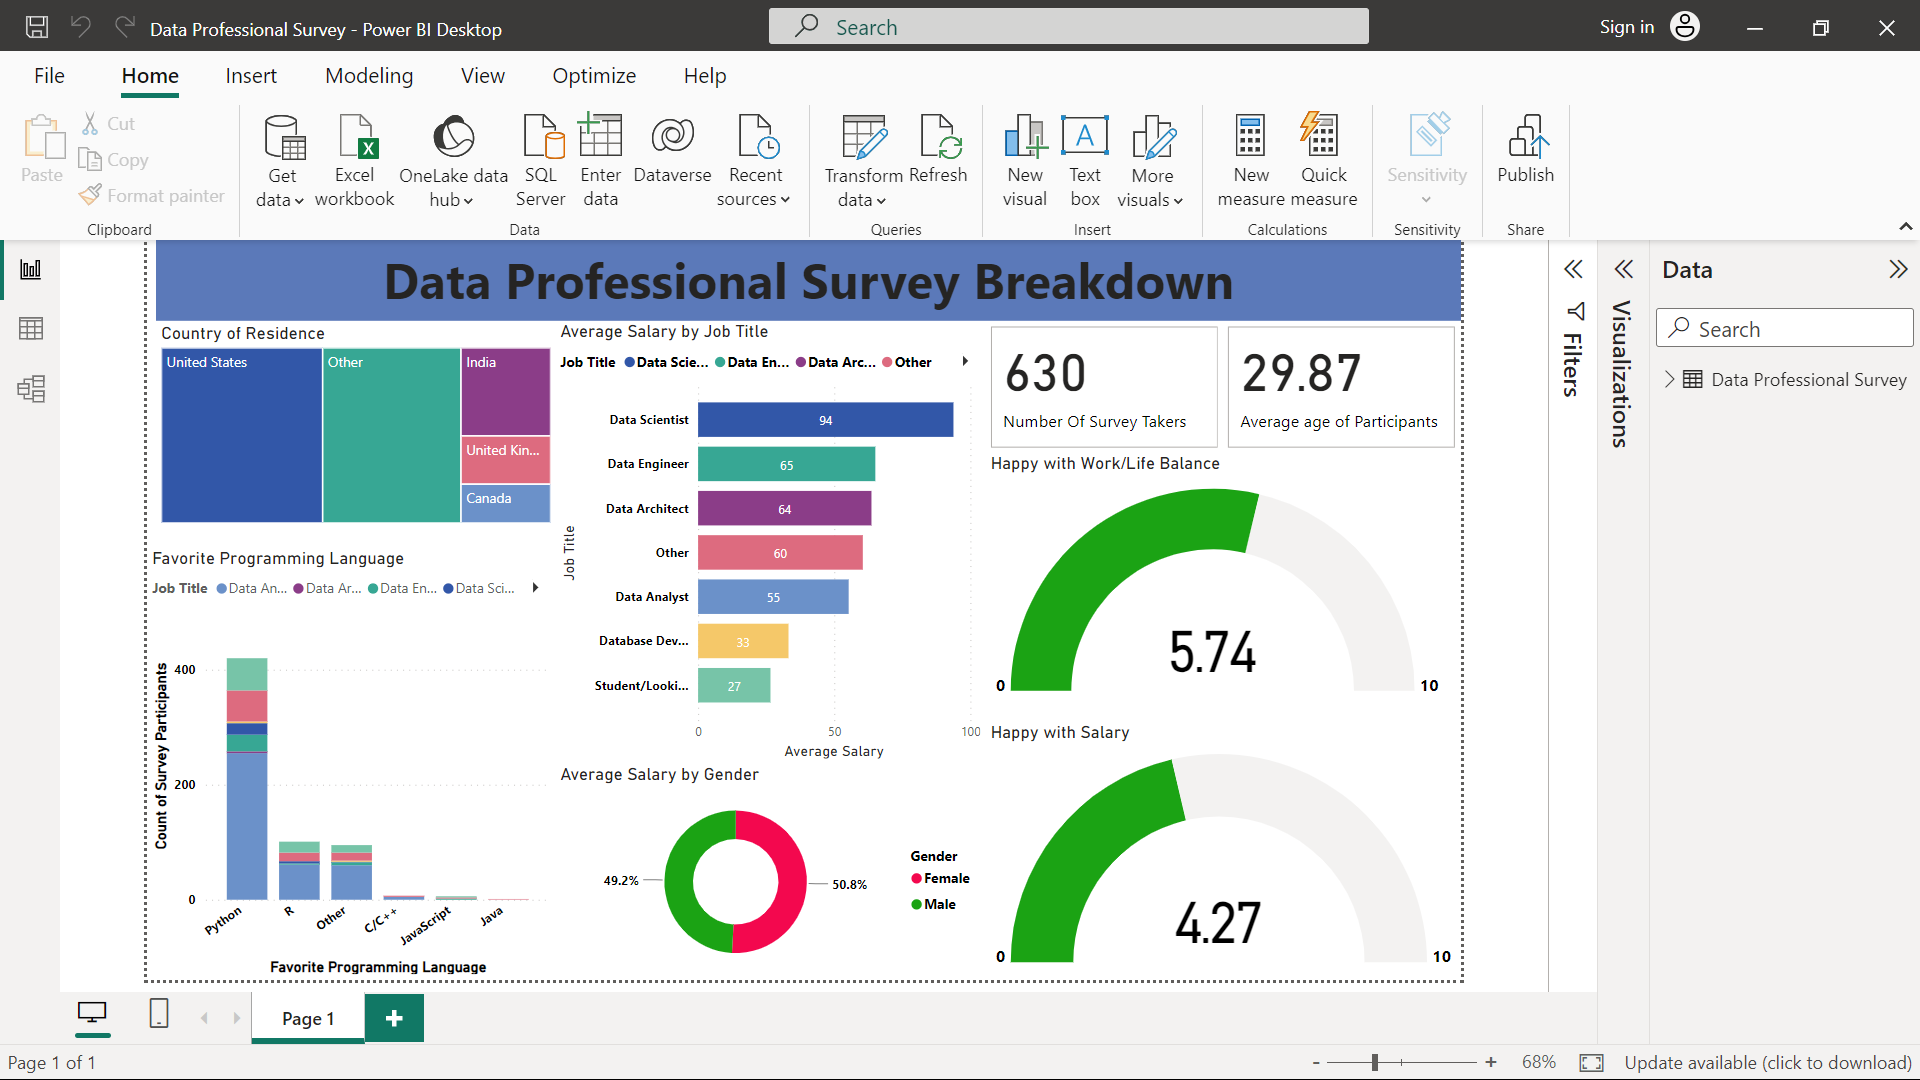 Data Professional Survey - Power BI Desktop
Search
Sign in
File Home Insert Modeling View Optimize Help
Paste
Cut
Copy
Format painter
Clipboard
Get data
Excel workbook
OneLake data hub
SQL Server
Enter data
Dataverse
Recent sources
Data
Transform data
Refresh
Queries
New visual
Text box
More visuals
Insert
New measure
Quick measure
Calculations
Sensitivity
Sensitivity
Publish
Share
Data Professional Survey Breakdown
Country of Residence
United States
Other
India
United Kin...
Canada
Favorite Programming Language
Job Title Data An... Data Ar... Data En... Data Sci...
Count of Survey Participants
400
200
0
Python R Other C/C++ JavaScript Java
Favorite Programming Language
Average Salary by Job Title
Job Title Data Scie... Data En... Data Arc... Other
Job Title
Data Scientist 94
Data Engineer 65
Data Architect 64
Other 60
Data Analyst 55
Database Dev... 33
Student/Looki... 27
0 50 100
Average Salary
Average Salary by Gender
49.2%
50.8%
Gender
Female
Male
630
Number Of Survey Takers
29.87
Average age of Participants
Happy with Work/Life Balance
5.74
0 10
Happy with Salary
4.27
0 10
Filters
Visualizations
Data
Search
Data Professional Survey
Page 1
Page 1 of 1
- + 68%
Update available (click to download)